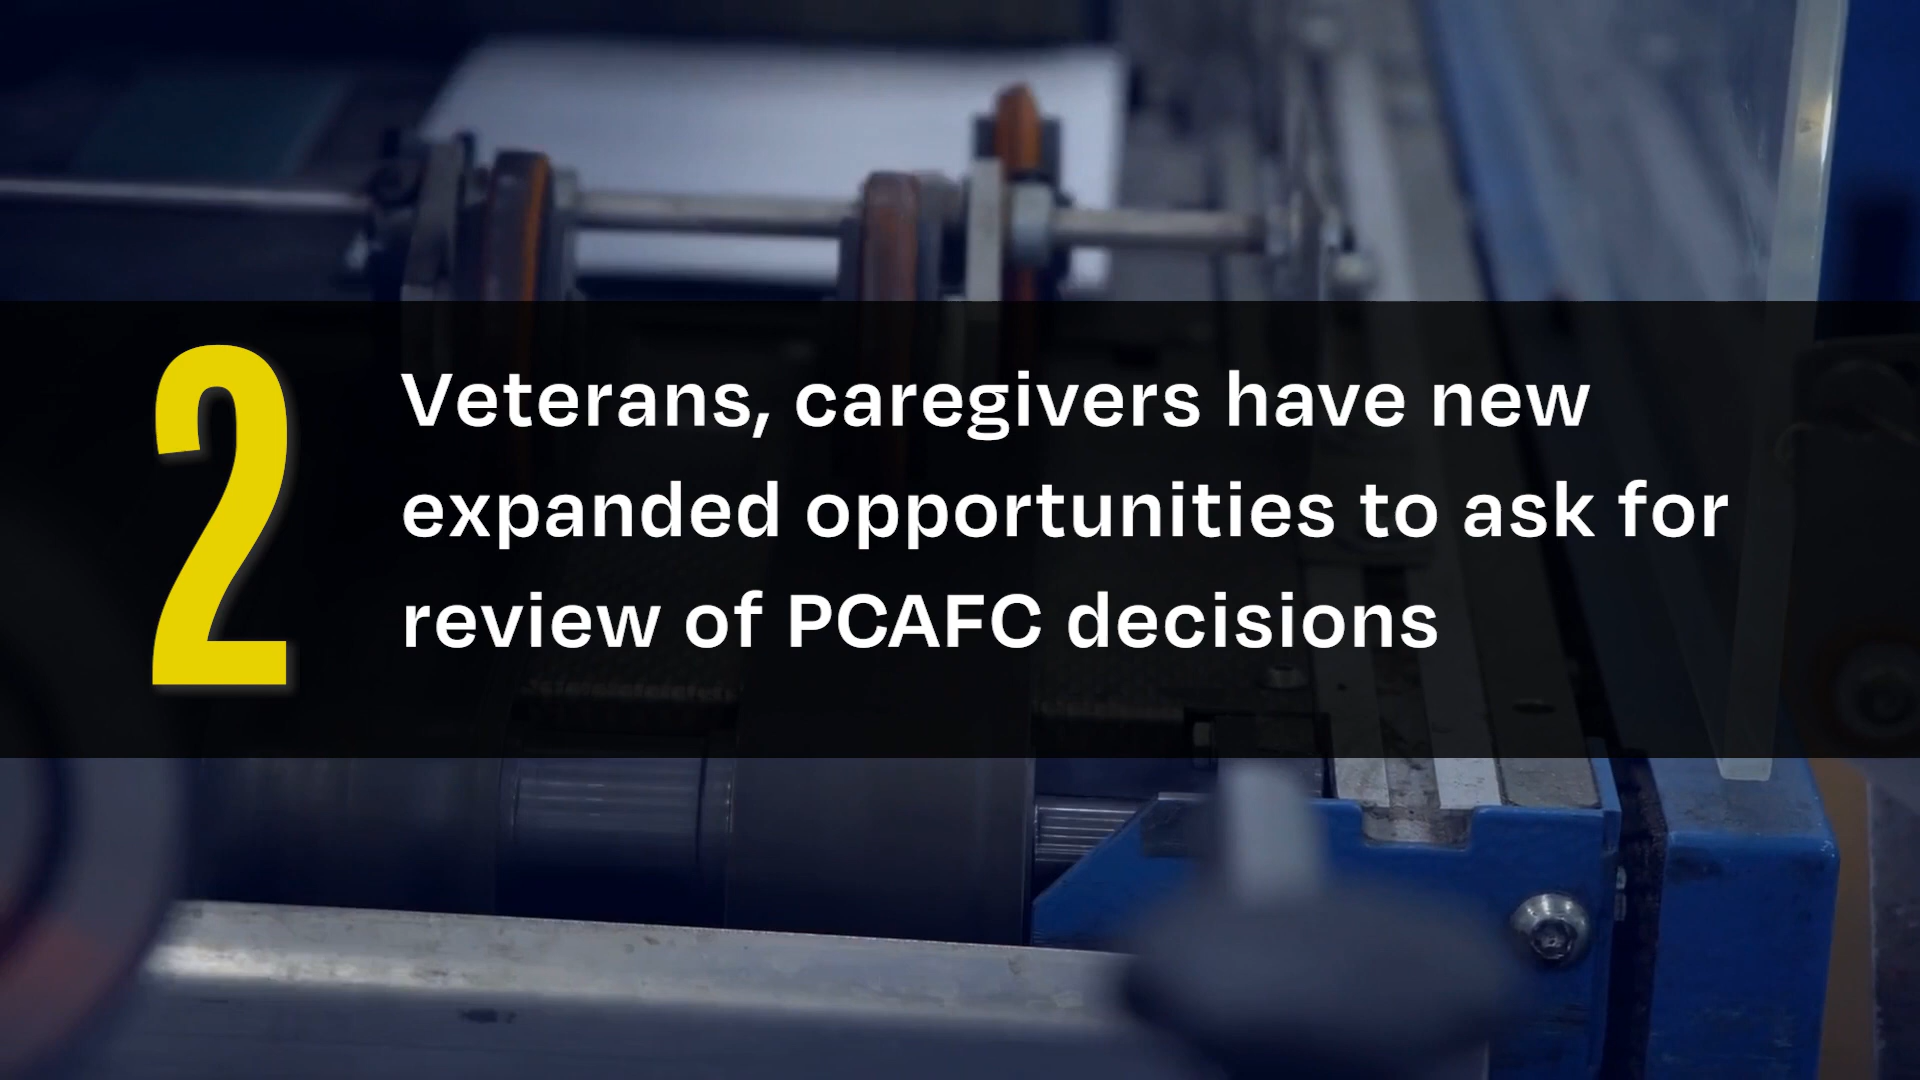 2
Veterans, caregivers have new
expanded opportunities to ask for
review of PCAFC decisions